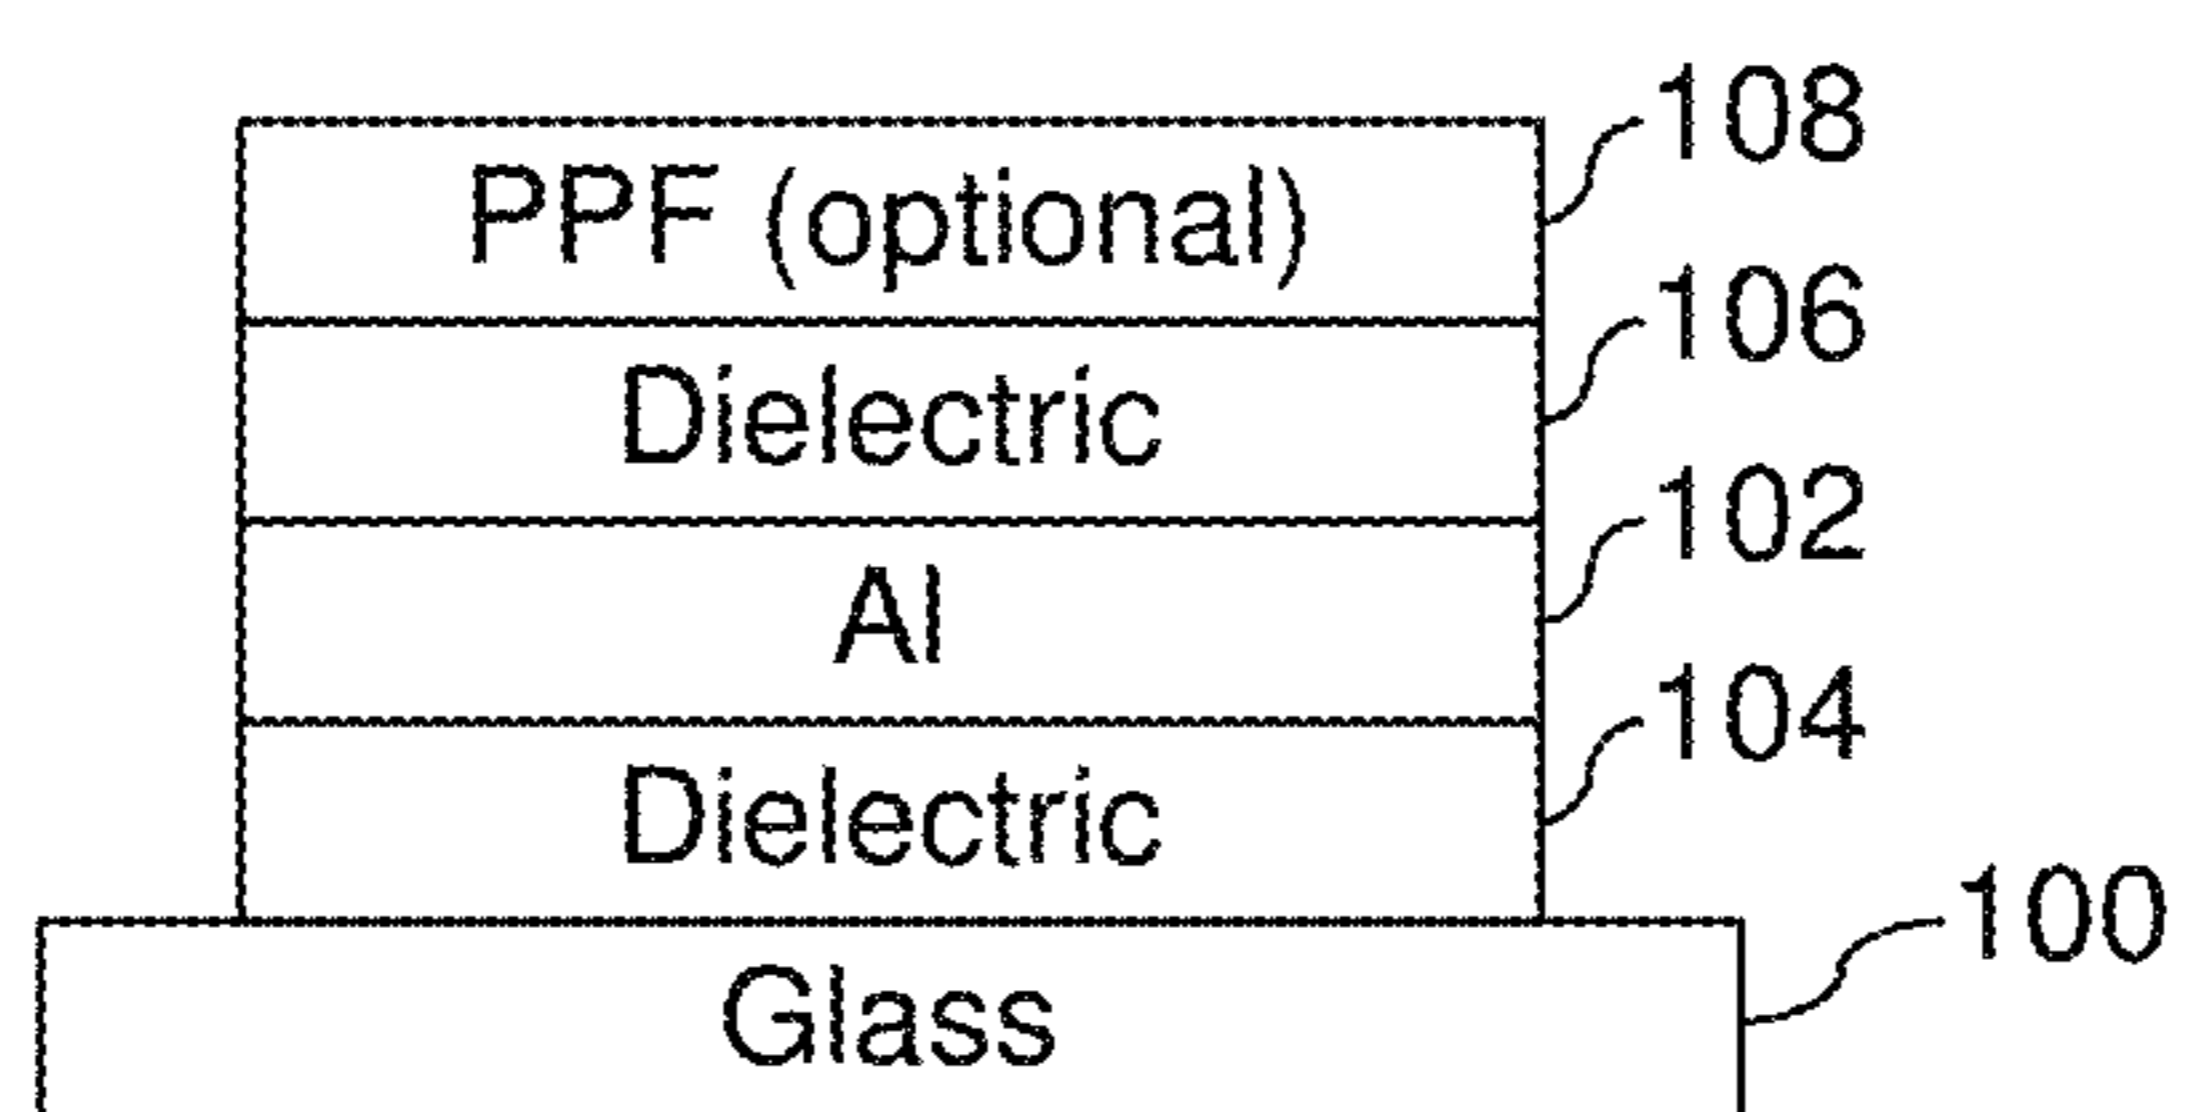 108
PPF (optional)
106
Dielectric
102
Al
104
Dielectric
100
Glass